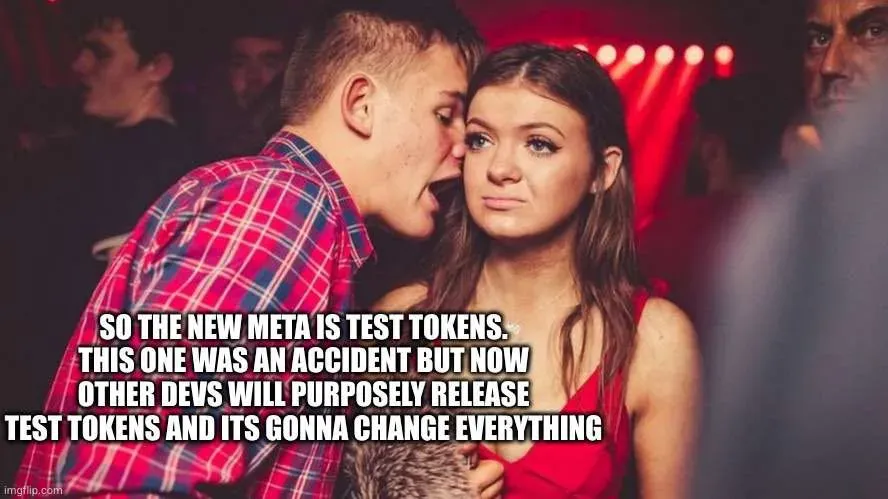 SO THE NEW META IS TEST TOKENS.
THIS ONE WAS AN ACCIDENT BUT NOW
OTHER DEVS WILL PURPOSELY RELEASE
TEST TOKENS AND ITS GONNA CHANGE EVERYTHING
imgflip.com